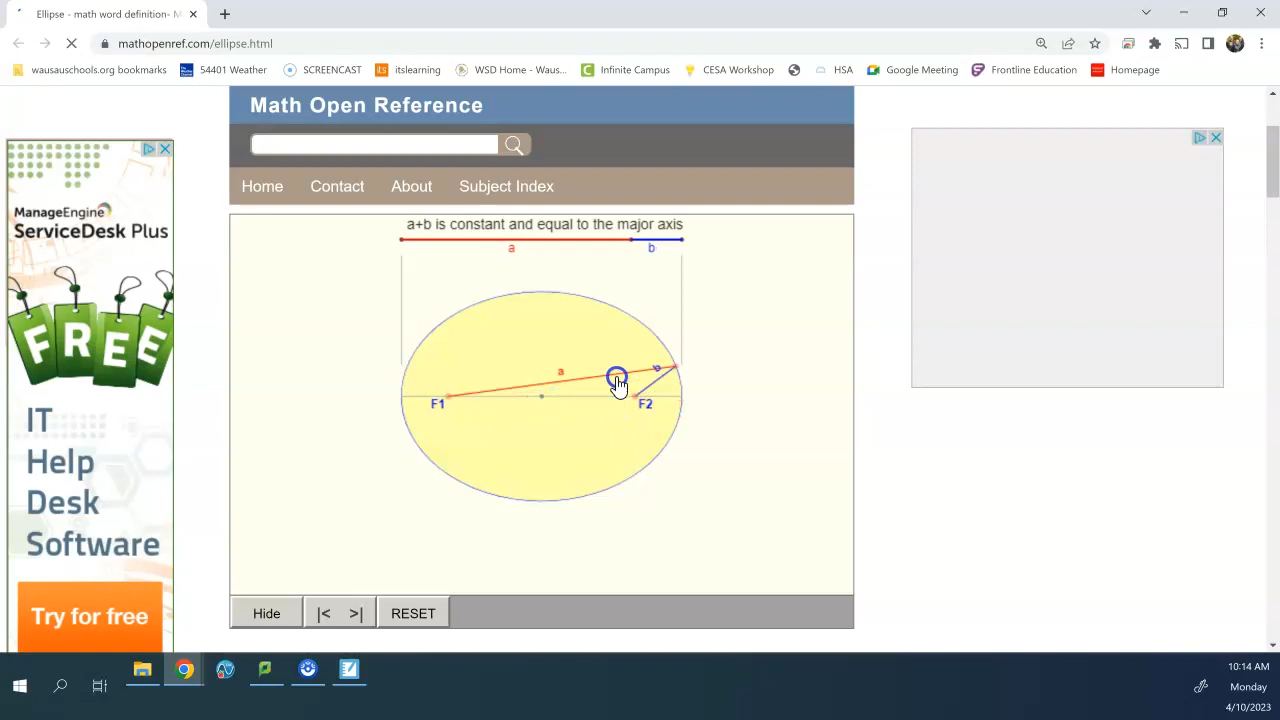 Ellipse - math word definition- M
mathopenref.com/ellipse.html
wausauschools.org bookmarks
54401 Weather
SCREENCAST
its
itslearning
WSD Home - Waus...
Infinite Campus
CESA Workshop
HSA
Google Meeting
Frontline Education
Homepage
Math Open Reference
Home
Contact
About
Subject Index
ManageEngine
ServiceDesk Plus
FREE
IT
Help
Desk
Software
Try for free
a+b is constant and equal to the major axis
a
b
a
b
F1
F2
Hide
|<
>|
RESET
10:14 AM
Monday
4/10/2023